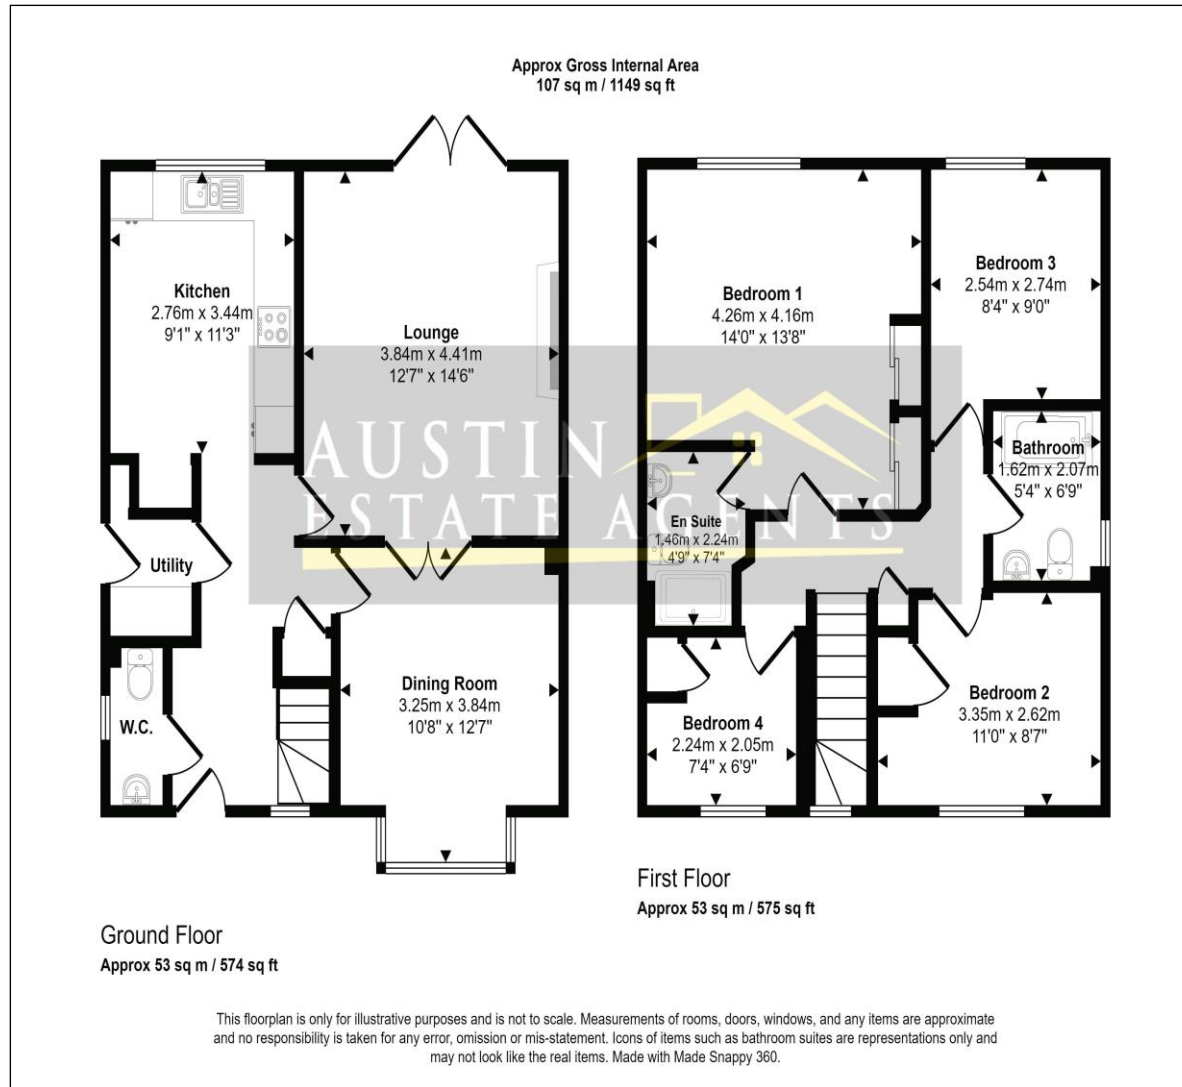 Approx Gross Internal Area
107 sq m / 1149 sq ft
Kitchen
2.76m x 3.44m
9'1" x 11'3"
Lounge
3.84m x 4.41m
12'7" x 14'6"
Utility
W.C.
Dining Room
3.25m x 3.84m
10'8" x 12'7"
Bedroom 1
4.26m x 4.16m
14'0" x 13'8"
Bedroom 3
2.54m x 2.74m
8'4" x 9'0"
Bathroom
1.62m x 2.07m
5'4" x 6'9"
En Suite
1.46m x 2.24m
4'9" x 7'4"
Bedroom 4
2.24m x 2.05m
7'4" x 6'9"
Bedroom 2
3.35m x 2.62m
11'0" x 8'7"
AUSTIN
ESTATE AGENTS
Ground Floor
Approx 53 sq m / 574 sq ft
First Floor
Approx 53 sq m / 575 sq ft
This floorplan is only for illustrative purposes and is not to scale. Measurements of rooms, doors, windows, and any items are approximate
and no responsibility is taken for any error, omission or mis-statement. Icons of items such as bathroom suites are representations only and
may not look like the real items. Made with Made Snappy 360.